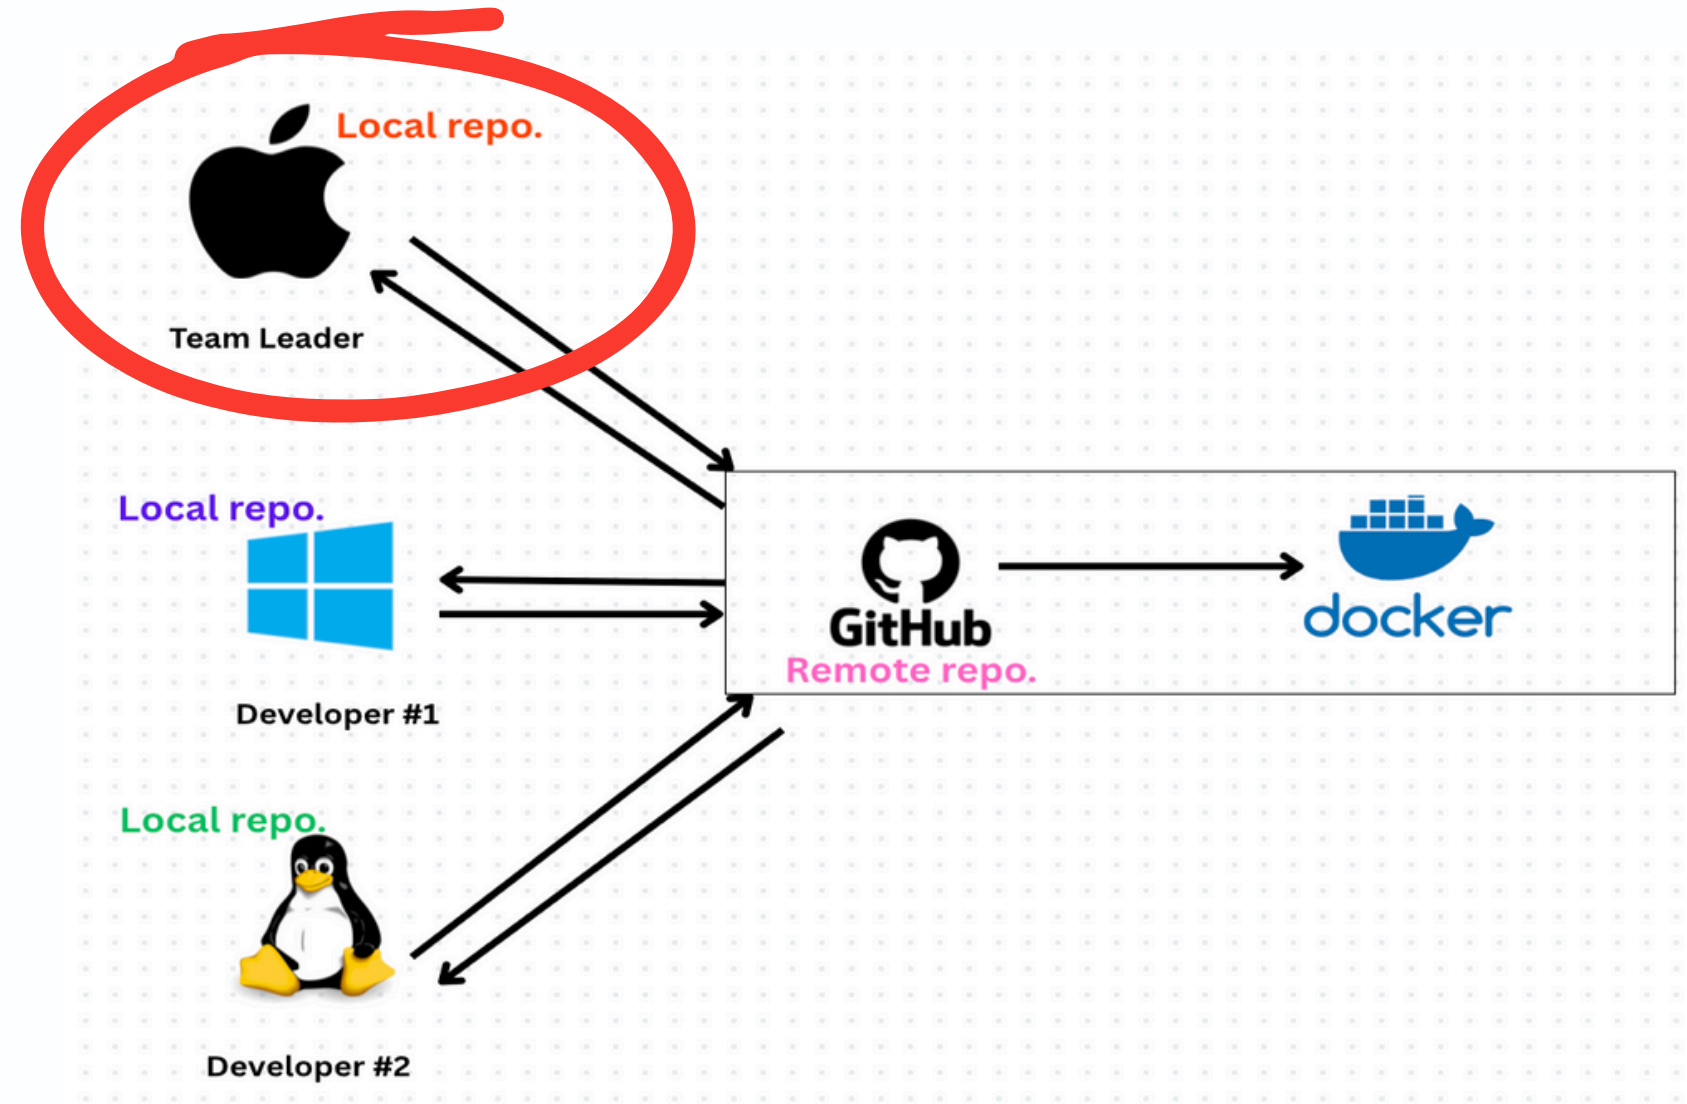 Local repo.
Team Leader
Local repo.
Developer #1
GitHub
Remote repo.
docker
Local repo.
Developer #2